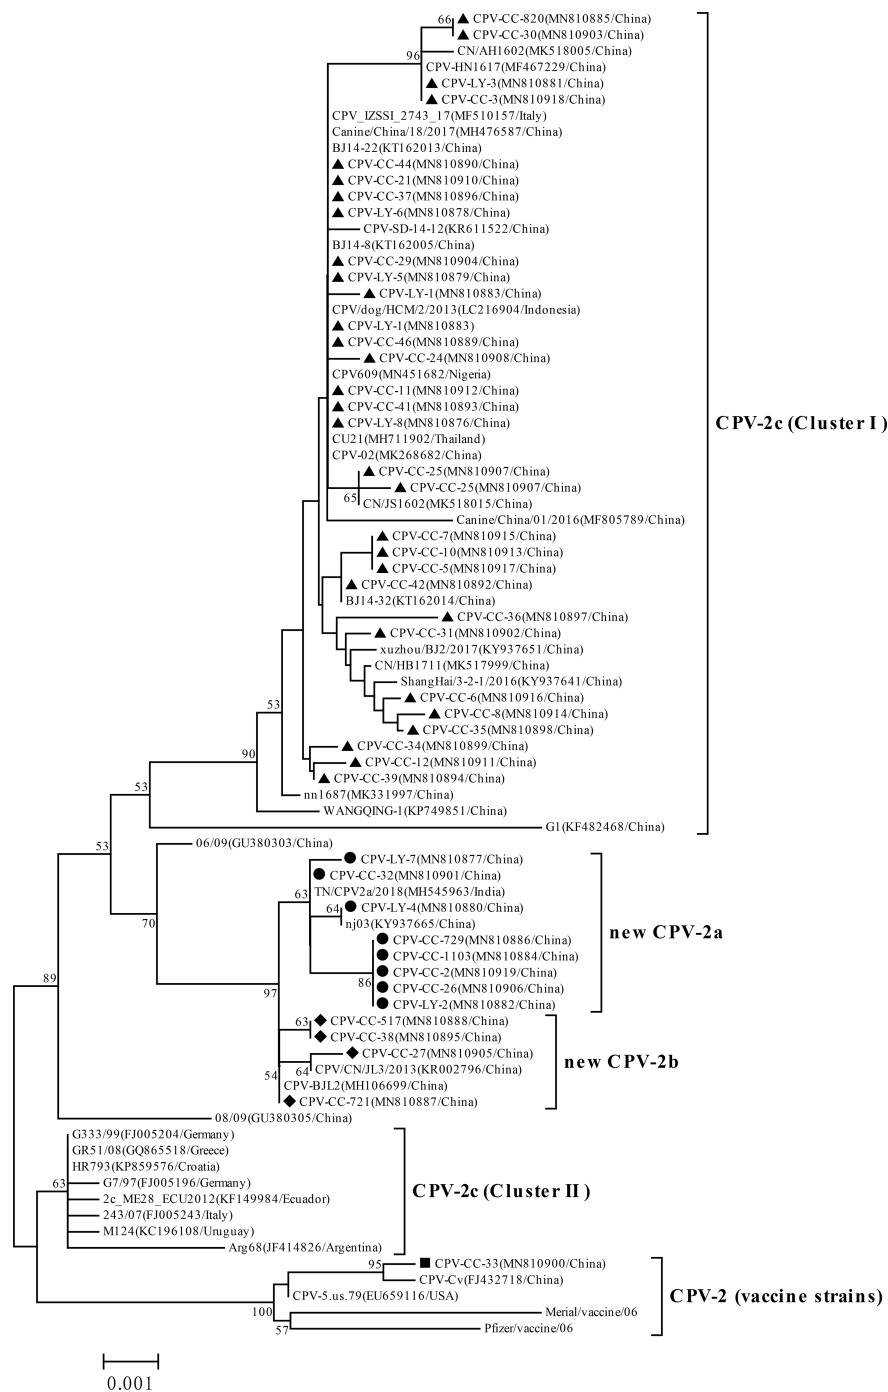 66 CPV-CC-820(MN810885/China)
CPV-CC-30(MN810903/China)
CN/AH1602(MK518005/China)
96 CPV-HN1617(MF467229/China)
CPV-LY-3(MN810881/China)
CPV-CC-3(MN810918/China)
CPV_IZSSI_2743_17(MF510157/Italy)
Canine/China/18/2017(MH476587/China)
BJ14-22(KT162013/China)
CPV-CC-44(MN810890/China)
CPV-CC-21(MN810910/China)
CPV-CC-37(MN810896/China)
CPV-LY-6(MN810878/China)
CPV-SD-14-12(KR611522/China)
BJ14-8(KT162005/China)
CPV-CC-29(MN810904/China)
CPV-LY-5(MN810879/China)
CPV-LY-1(MN810883/China)
CPV/dog/HCM/2/2013(LC216904/Indonesia)
CPV-LY-1(MN810883)
CPV-CC-46(MN810889/China)
CPV-CC-24(MN810908/China)
CPV609(MN451682/Nigeria)
CPV-CC-11(MN810912/China)
CPV-CC-41(MN810893/China)
CPV-LY-8(MN810876/China)
CPV-2c (Cluster I)
CU21(MH711902/Thailand)
CPV-02(MK268682/China)
CPV-CC-25(MN810907/China)
CPV-CC-25(MN810907/China)
65 CN/JS1602(MK518015/China)
Canine/China/01/2016(MF805789/China)
CPV-CC-7(MN810915/China)
CPV-CC-10(MN810913/China)
CPV-CC-5(MN810917/China)
CPV-CC-42(MN810892/China)
BJ14-32(KT162014/China)
CPV-CC-36(MN810897/China)
CPV-CC-31(MN810902/China)
xuzhou/BJ2/2017(KY937651/China)
CN/HB1711(MK517999/China)
ShangHai/3-2-1/2016(KY937641/China)
CPV-CC-6(MN810916/China)
53 CPV-CC-8(MN810914/China)
CPV-CC-35(MN810898/China)
CPV-CC-34(MN810899/China)
90 CPV-CC-12(MN810911/China)
CPV-CC-39(MN810894/China)
53 nn1687(MK331997/China)
WANGQING-1(KP749851/China)
G1(KF482468/China)
53 06/09(GU380303/China)
CPV-LY-7(MN810877/China)
CPV-CC-32(MN810901/China)
63 TN/CPV2a/2018(MH545963/India)
64 CPV-LY-4(MN810880/China)
70 nj03(KY937665/China)
new CPV-2a
CPV-CC-729(MN810886/China)
CPV-CC-1103(MN810884/China)
CPV-CC-2(MN810919/China)
89 86 CPV-CC-26(MN810906/China)
97 CPV-LY-2(MN810882/China)
63 CPV-CC-517(MN810888/China)
CPV-CC-38(MN810895/China)
CPV-CC-27(MN810905/China)
new CPV-2b
54 64 CPV/CN/JL3/2013(KR002796/China)
CPV-BJL2(MH106699/China)
CPV-CC-721(MN810887/China)
08/09(GU380305/China)
G333/99(FJ005204/Germany)
GR51/08(GQ865518/Greece)
HR793(KP859576/Croatia)
63 G7/97(FJ005196/Germany)
CPV-2c (Cluster II)
2c_ME28_ECU2012(KF149984/Ecuador)
243/07(FJ005243/Italy)
M124(KC196108/Uruguay)
Arg68(JF414826/Argentina)
95 CPV-CC-33(MN810900/China)
CPV-Cv(FJ432718/China)
CPV-5.us.79(EU659116/USA)
CPV-2 (vaccine strains)
100 Merial/vaccine/06
57 Pfizer/vaccine/06
0.001